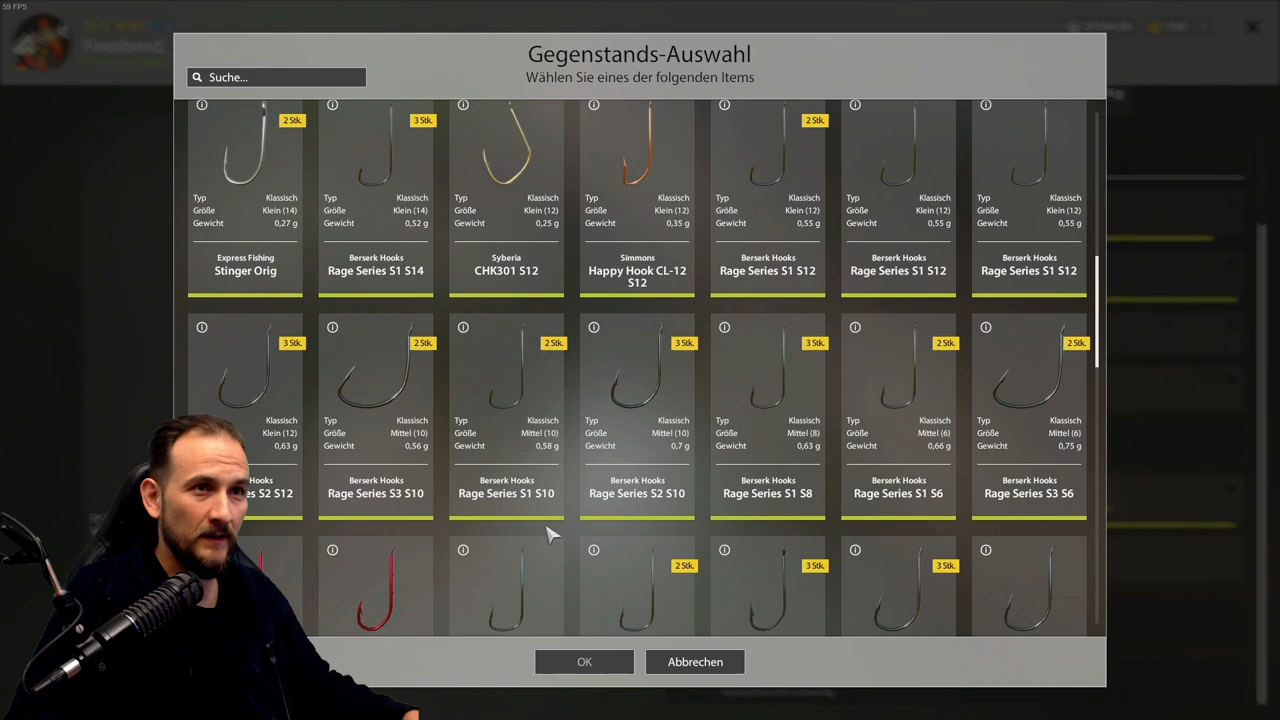 59 FPS
Gegenstands-Auswahl
Suche...
Wählen Sie eines der folgenden Items
2 Stk. 3 Stk. 2 Stk.
Typ Klassisch Typ Klassisch Typ Klassisch Typ Klassisch Typ Klassisch Typ Klassisch Typ Klassisch
Größe Klein (14) Größe Klein (14) Größe Klein (12) Größe Klein (12) Größe Klein (12) Größe Klein (12) Größe Klein (12)
Gewicht 0,27 g Gewicht 0,52 g Gewicht 0,25 g Gewicht 0,35 g Gewicht 0,55 g Gewicht 0,55 g Gewicht 0,55 g
Express Fishing Berserk Hooks Syberia Simmons Berserk Hooks Berserk Hooks Berserk Hooks
Stinger Orig Rage Series S1 S14 CHK301 S12 Happy Hook CL-12 Rage Series S1 S12 Rage Series S1 S12 Rage Series S1 S12
S12
3 Stk. 2 Stk. 2 Stk. 3 Stk. 3 Stk. 2 Stk. 2 Stk.
Klassisch Typ Klassisch Typ Klassisch Typ Klassisch Typ Klassisch Typ Klassisch Typ Klassisch
Klein (12) Größe Mittel (10) Größe Mittel (10) Größe Mittel (10) Größe Mittel (8) Größe Mittel (6) Größe Mittel (6)
0,63 g Gewicht 0,56 g Gewicht 0,58 g Gewicht 0,7 g Gewicht 0,63 g Gewicht 0,66 g Gewicht 0,75 g
Hooks Berserk Hooks Berserk Hooks Berserk Hooks Berserk Hooks Berserk Hooks Berserk Hooks
s S2 S12 Rage Series S3 S10 Rage Series S1 S10 Rage Series S2 S10 Rage Series S1 S8 Rage Series S1 S6 Rage Series S3 S6
2 Stk. 3 Stk. 3 Stk.
OK Abbrechen